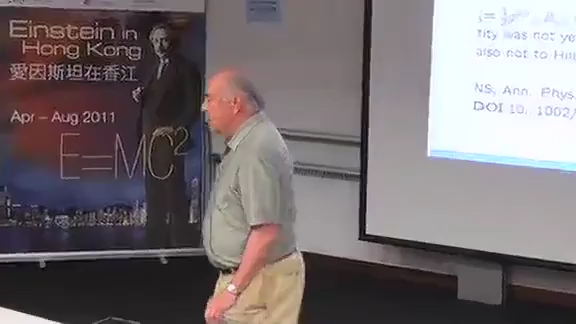 Einstein in
Hong Kong
愛因斯坦在香江
Apr – Aug 2011
E=MC²
tity was not ye
also not to Hil
NS, Ann. Phys.
DOI 10. 1002/